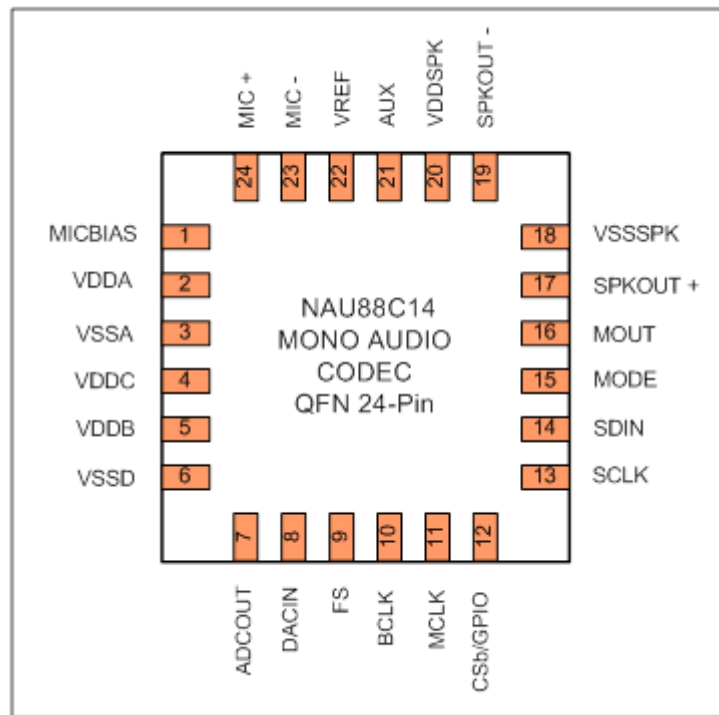 MIC +
MIC -
VREF
AUX
VDDSPK
SPKOUT -
24
23
22
21
20
19
MICBIAS 1
VDDA 2
VSSA 3
VDDC 4
VDDB 5
VSSD 6
NAU88C14
MONO AUDIO
CODEC
QFN 24-Pin
18 VSSSPK
17 SPKOUT +
16 MOUT
15 MODE
14 SDIN
13 SCLK
7
8
9
10
11
12
ADCOUT
DACIN
FS
BCLK
MCLK
CSb/GPIO